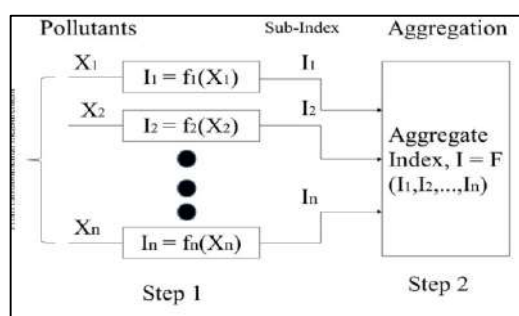 Pollutants
Sub-Index
Aggregation
X1
I1 = f1(X1)
I1
X2
I2 = f2(X2)
I2
Aggregate
Index, I = F
(I1,I2,...,In)
Xn
In = fn(Xn)
In
Step 1
Step 2